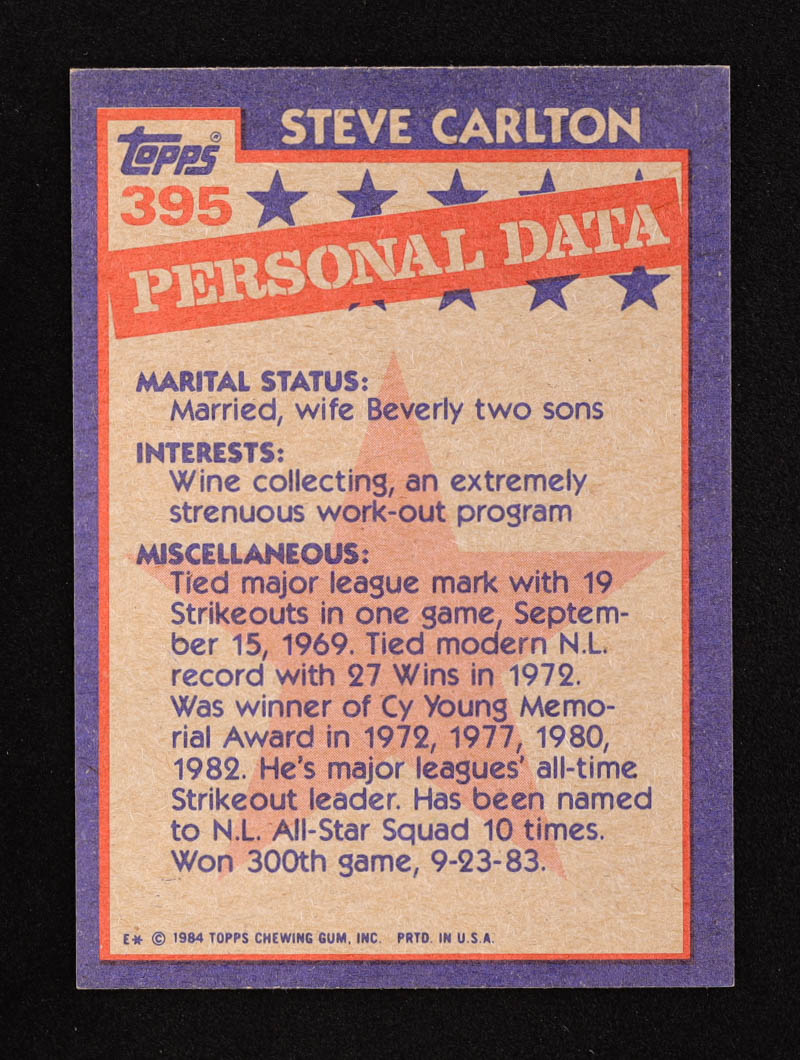 STEVE CARLTON
TOPPS®
395
PERSONAL DATA
MARITAL STATUS:
Married, wife Beverly two sons
INTERESTS:
Wine collecting, an extremely
strenuous work-out program
MISCELLANEOUS:
Tied major league mark with 19
Strikeouts in one game, Septem-
ber 15, 1969. Tied modern N.L.
record with 27 Wins in 1972.
Was winner of Cy Young Memo-
rial Award in 1972, 1977, 1980,
1982. He's major leagues' all-time
Strikeout leader. Has been named
to N.L. All-Star Squad 10 times.
Won 300th game, 9-23-83.
E* © 1984 TOPPS CHEWING GUM, INC. PRTD. IN U.S.A.